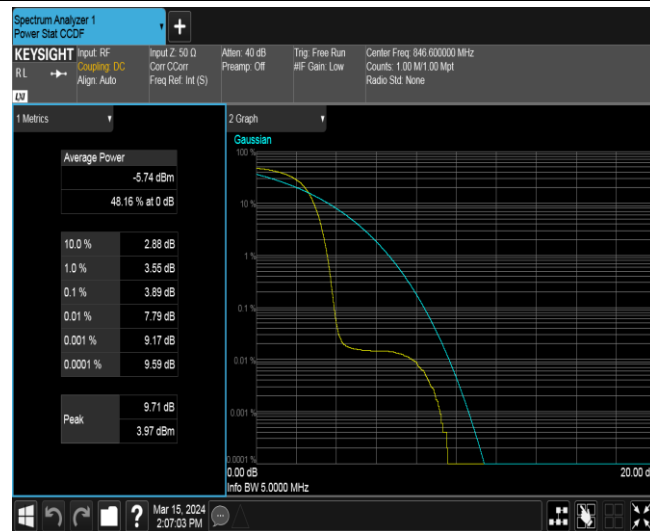 Spectrum Analyzer 1
Power Stat CCDF
+
KEYSIGHT
RL
LXI
Input: RF
Coupling: DC
Align: Auto
Input Z: 50 Ω
Corr CCorr
Freq Ref: Int (S)
Atten: 40 dB
Preamp: Off
Trig: Free Run
#IF Gain: Low
Center Freq: 846.600000 MHz
Counts: 1.00 M/1.00 Mpt
Radio Std: None
1 Metrics
Average Power
-5.74 dBm
48.16 % at 0 dB
10.0 % 2.88 dB
1.0 % 3.55 dB
0.1 % 3.89 dB
0.01 % 7.79 dB
0.001 % 9.17 dB
0.0001 % 9.59 dB
Peak
9.71 dB
3.97 dBm
2 Graph
Gaussian
100 %
10 %
1 %
0.1 %
0.01 %
0.001 %
0.0001 %
0.00 dB
20.00 d
Info BW 5.0000 MHz
?
Mar 15, 2024
2:07:03 PM